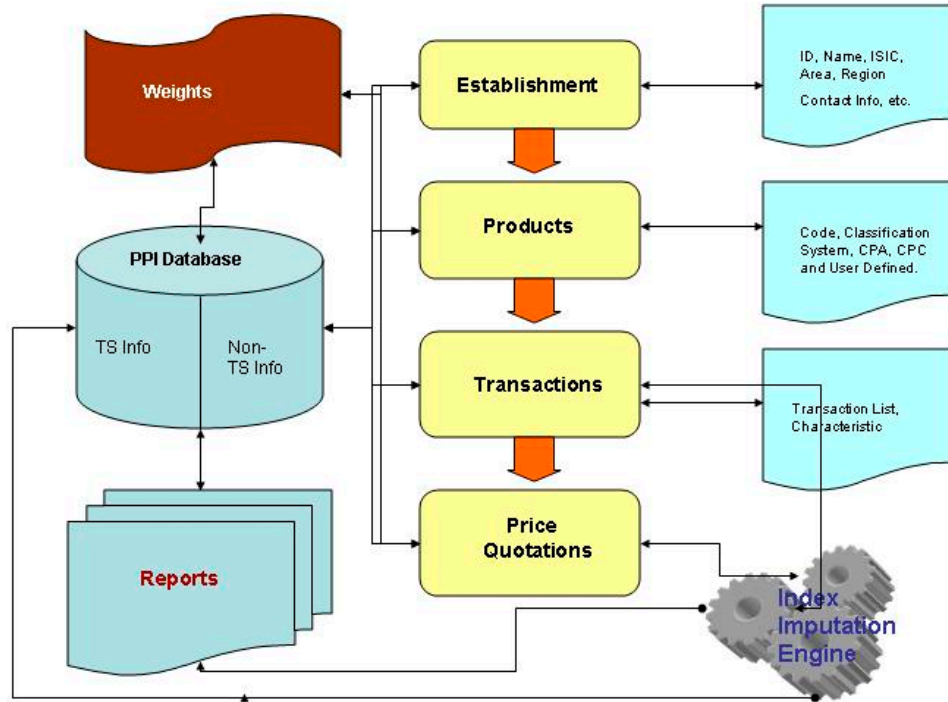 Weights
Establishment
ID, Name, ISIC,
Area, Region
Contact Info, etc.
PPI Database
TS Info
Non-
TS Info
Products
Code, Classification
System, CPA, CPC
and User Defined.
Transactions
Transaction List,
Characteristic
Reports
Price
Quotations
Index
Imputation
Engine